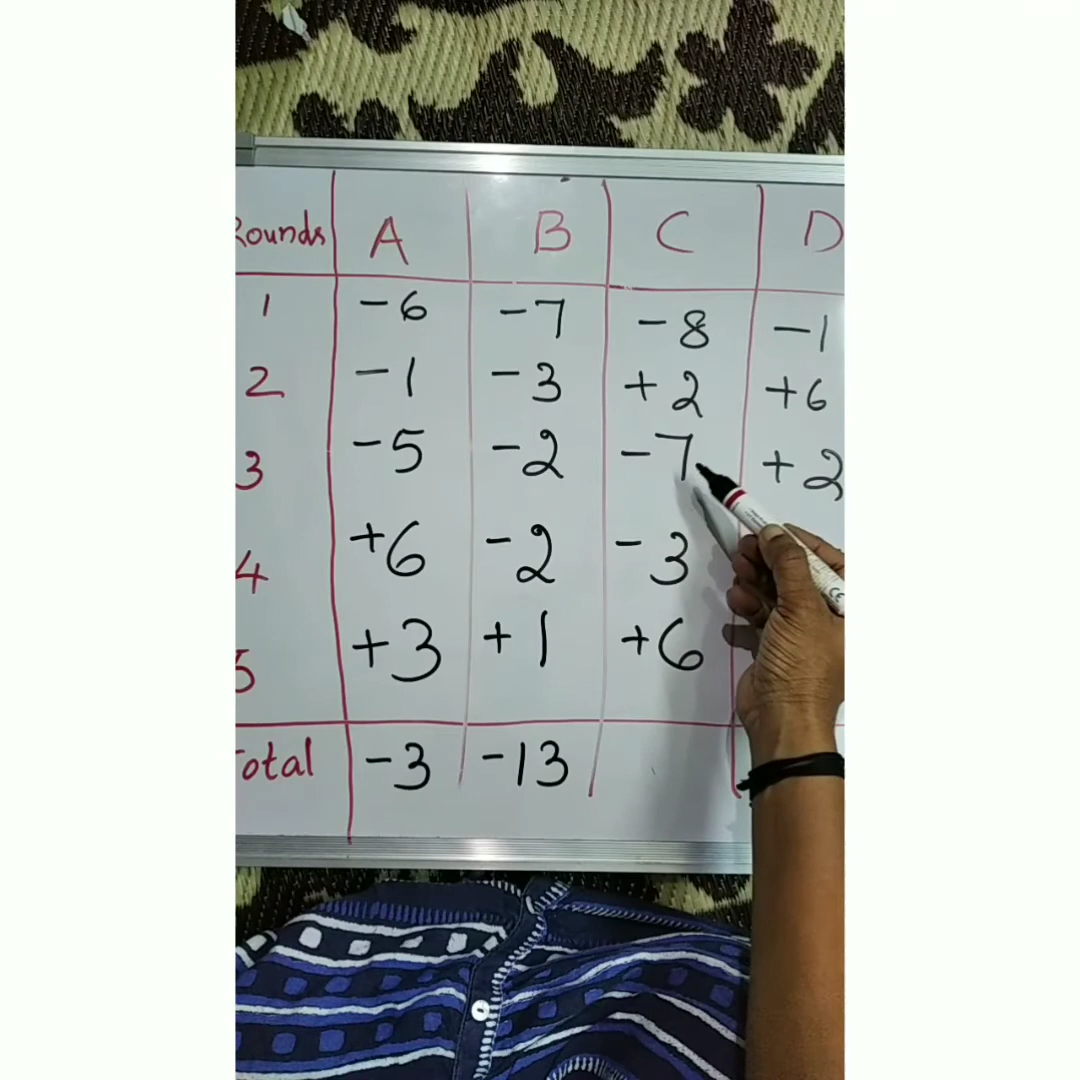 Rounds A B C D
1 -6 -7 -8 -1
2 -1 -3 +2 +6
3 -5 -2 -7 +2
4 +6 -2 -3
5 +3 +1 +6
Total -3 -13